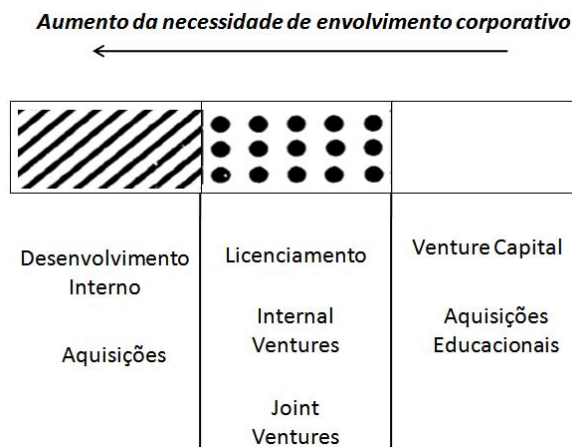 Aumento da necessidade de envolvimento corporativo
Desenvolvimento
Interno
Aquisições
Licenciamento
Internal
Ventures
Joint
Ventures
Venture Capital
Aquisições
Educacionais